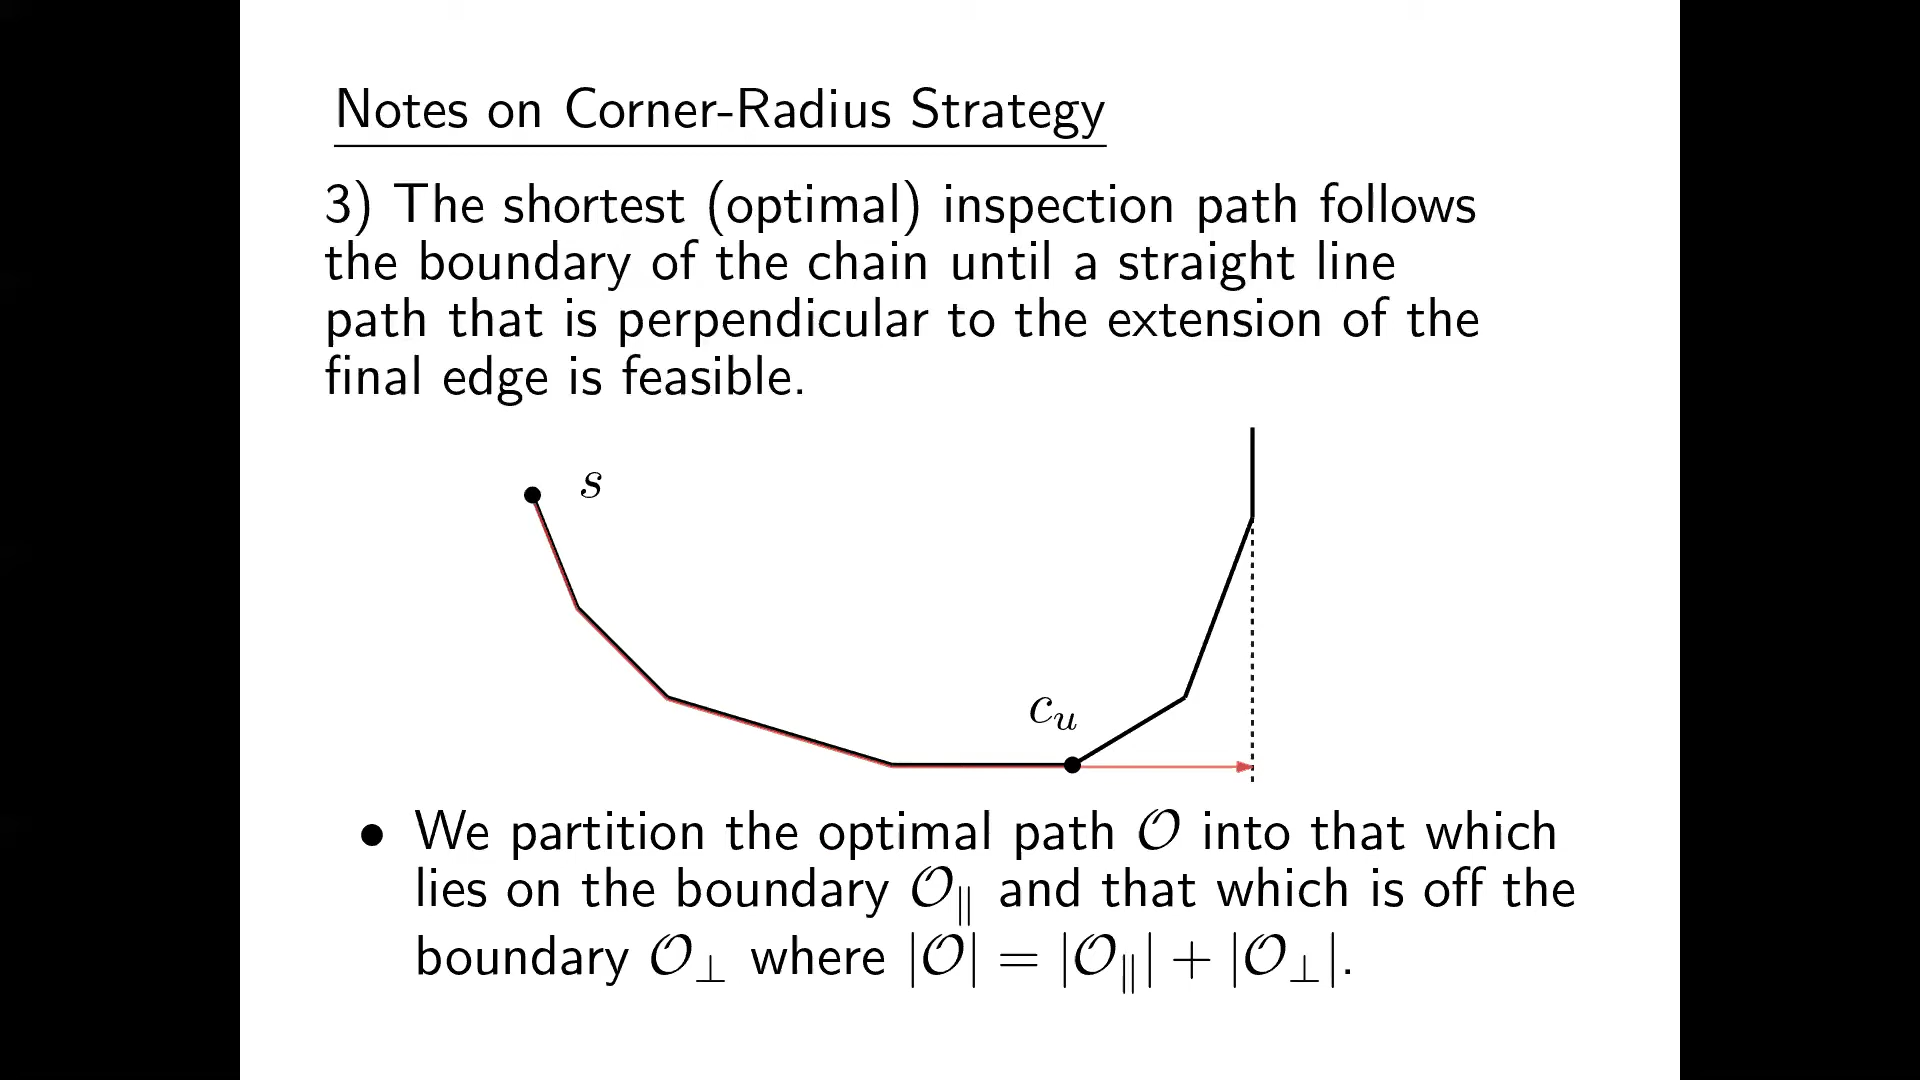 Notes on Corner-Radius Strategy
3) The shortest (optimal) inspection path follows
the boundary of the chain until a straight line
path that is perpendicular to the extension of the
final edge is feasible.
s
c_u
• We partition the optimal path 𝒪 into that which
lies on the boundary 𝒪_∥ and that which is off the
boundary 𝒪_⊥ where |𝒪| = |𝒪_∥| + |𝒪_⊥|.